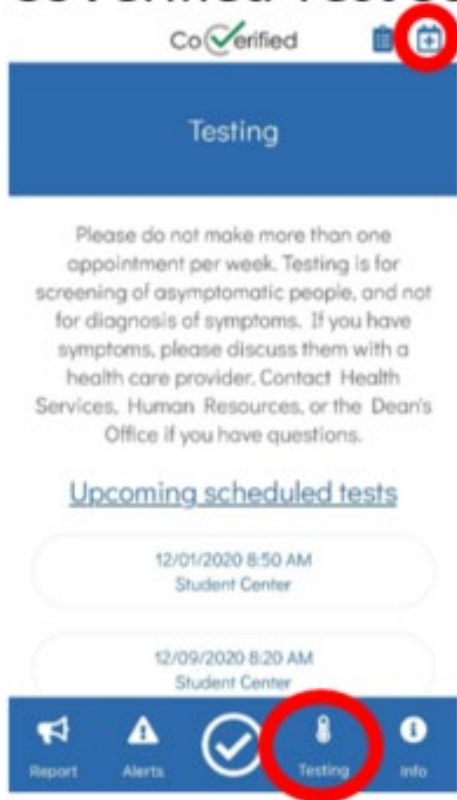 CoVerified
Testing
Please do not make more than one
appointment per week. Testing is for
screening of asymptomatic people, and not
for diagnosis of symptoms. If you have
symptoms, please discuss them with a
health care provider. Contact Health
Services, Human Resources, or the Dean's
Office if you have questions.
Upcoming scheduled tests
12/01/2020 8:50 AM
Student Center
12/09/2020 8:20 AM
Student Center
Report Alerts Testing Info